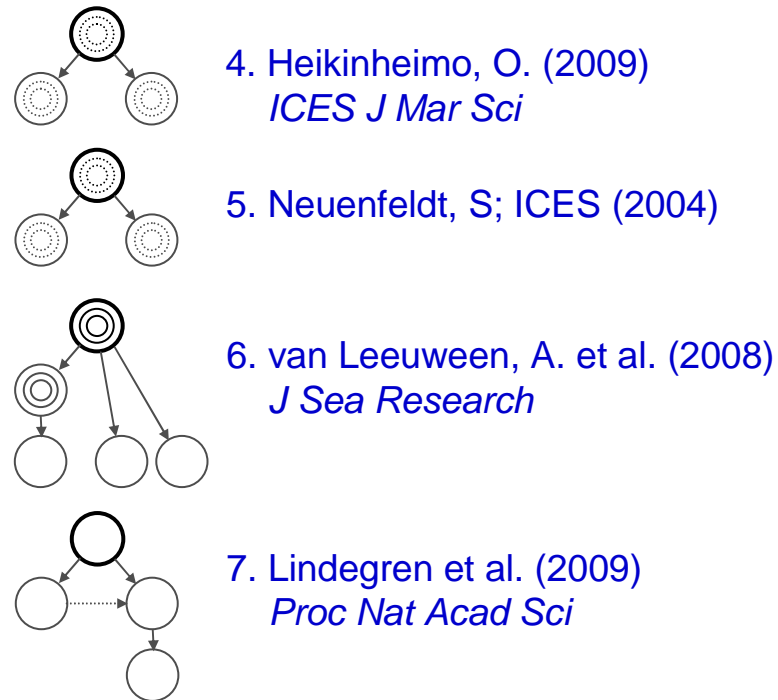 4. Heikinheimo, O. (2009)
ICES J Mar Sci
5. Neuenfeldt, S; ICES (2004)
6. van Leeuween, A. et al. (2008)
J Sea Research
7. Lindegren et al. (2009)
Proc Nat Acad Sci